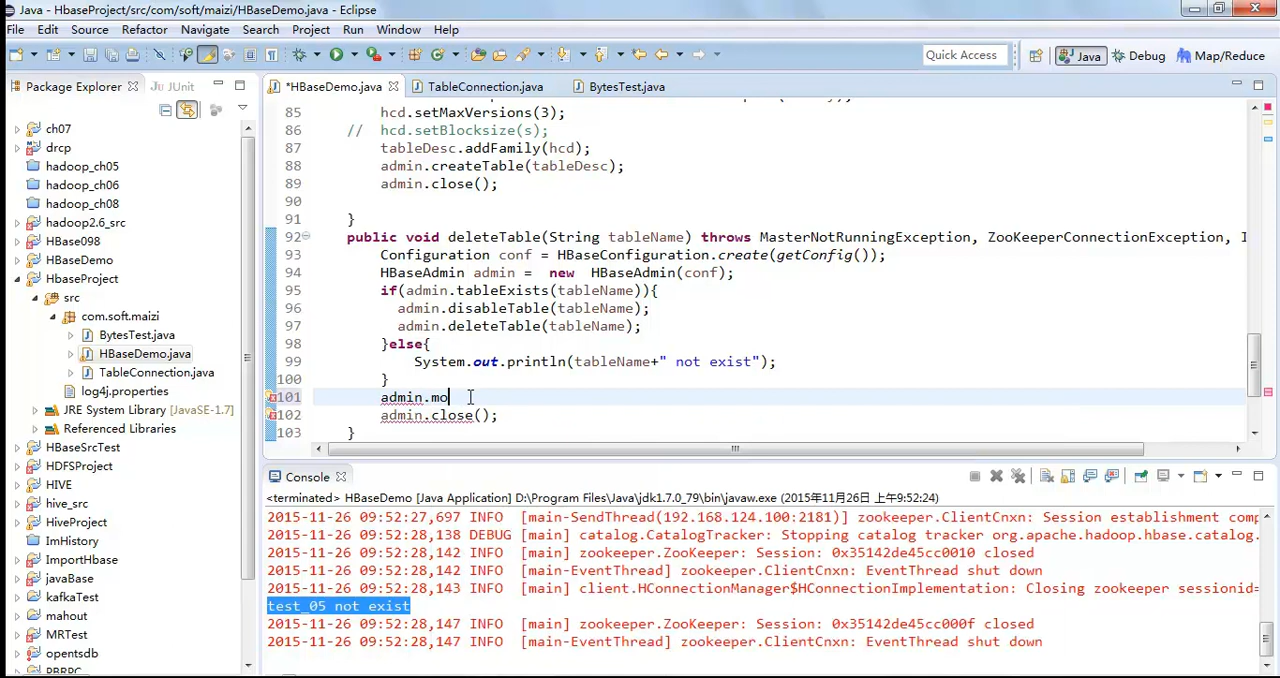 Java - HbaseProject/src/com/soft/maizi/HBaseDemo.java - Eclipse
File Edit Source Refactor Navigate Search Project Run Window Help
Quick Access Java Debug Map/Reduce
Package Explorer JUnit
ch07
drcp
hadoop_ch05
hadoop_ch06
hadoop_ch08
hadoop2.6_src
HBase098
HBaseDemo
HbaseProject
src
com.soft.maizi
BytesTest.java
HBaseDemo.java
TableConnection.java
log4j.properties
JRE System Library [JavaSE-1.7]
Referenced Libraries
HBaseSrcTest
HDFSProject
HIVE
hive_src
HiveProject
ImHistory
ImportHbase
javaBase
kafkaTest
mahout
MRTest
opentsdb
PBRPC
*HBaseDemo.java TableConnection.java BytesTest.java
85 hcd.setMaxVersions(3);
86 // hcd.setBlocksize(s);
87 tableDesc.addFamily(hcd);
88 admin.createTable(tableDesc);
89 admin.close();
90
91 }
92 public void deleteTable(String tableName) throws MasterNotRunningException, ZooKeeperConnectionException, I
93 Configuration conf = HBaseConfiguration.create(getConfig());
94 HBaseAdmin admin = new HBaseAdmin(conf);
95 if(admin.tableExists(tableName)){
96 admin.disableTable(tableName);
97 admin.deleteTable(tableName);
98 }else{
99 System.out.println(tableName+" not exist");
100 }
101 admin.mo
102 admin.close();
103 }
Console
<terminated> HBaseDemo [Java Application] D:\Program Files\Java\jdk1.7.0_79\bin\javaw.exe (2015年11月26日 上午9:52:24)
2015-11-26 09:52:27,697 INFO [main-SendThread(192.168.124.100:2181)] zookeeper.ClientCnxn: Session establishment comp
2015-11-26 09:52:28,138 DEBUG [main] catalog.CatalogTracker: Stopping catalog tracker org.apache.hadoop.hbase.catalog.
2015-11-26 09:52:28,142 INFO [main] zookeeper.ZooKeeper: Session: 0x35142de45cc0010 closed
2015-11-26 09:52:28,142 INFO [main-EventThread] zookeeper.ClientCnxn: EventThread shut down
2015-11-26 09:52:28,143 INFO [main] client.HConnectionManager$HConnectionImplementation: Closing zookeeper sessionid=
test_05 not exist
2015-11-26 09:52:28,147 INFO [main] zookeeper.ZooKeeper: Session: 0x35142de45cc000f closed
2015-11-26 09:52:28,147 INFO [main-EventThread] zookeeper.ClientCnxn: EventThread shut down